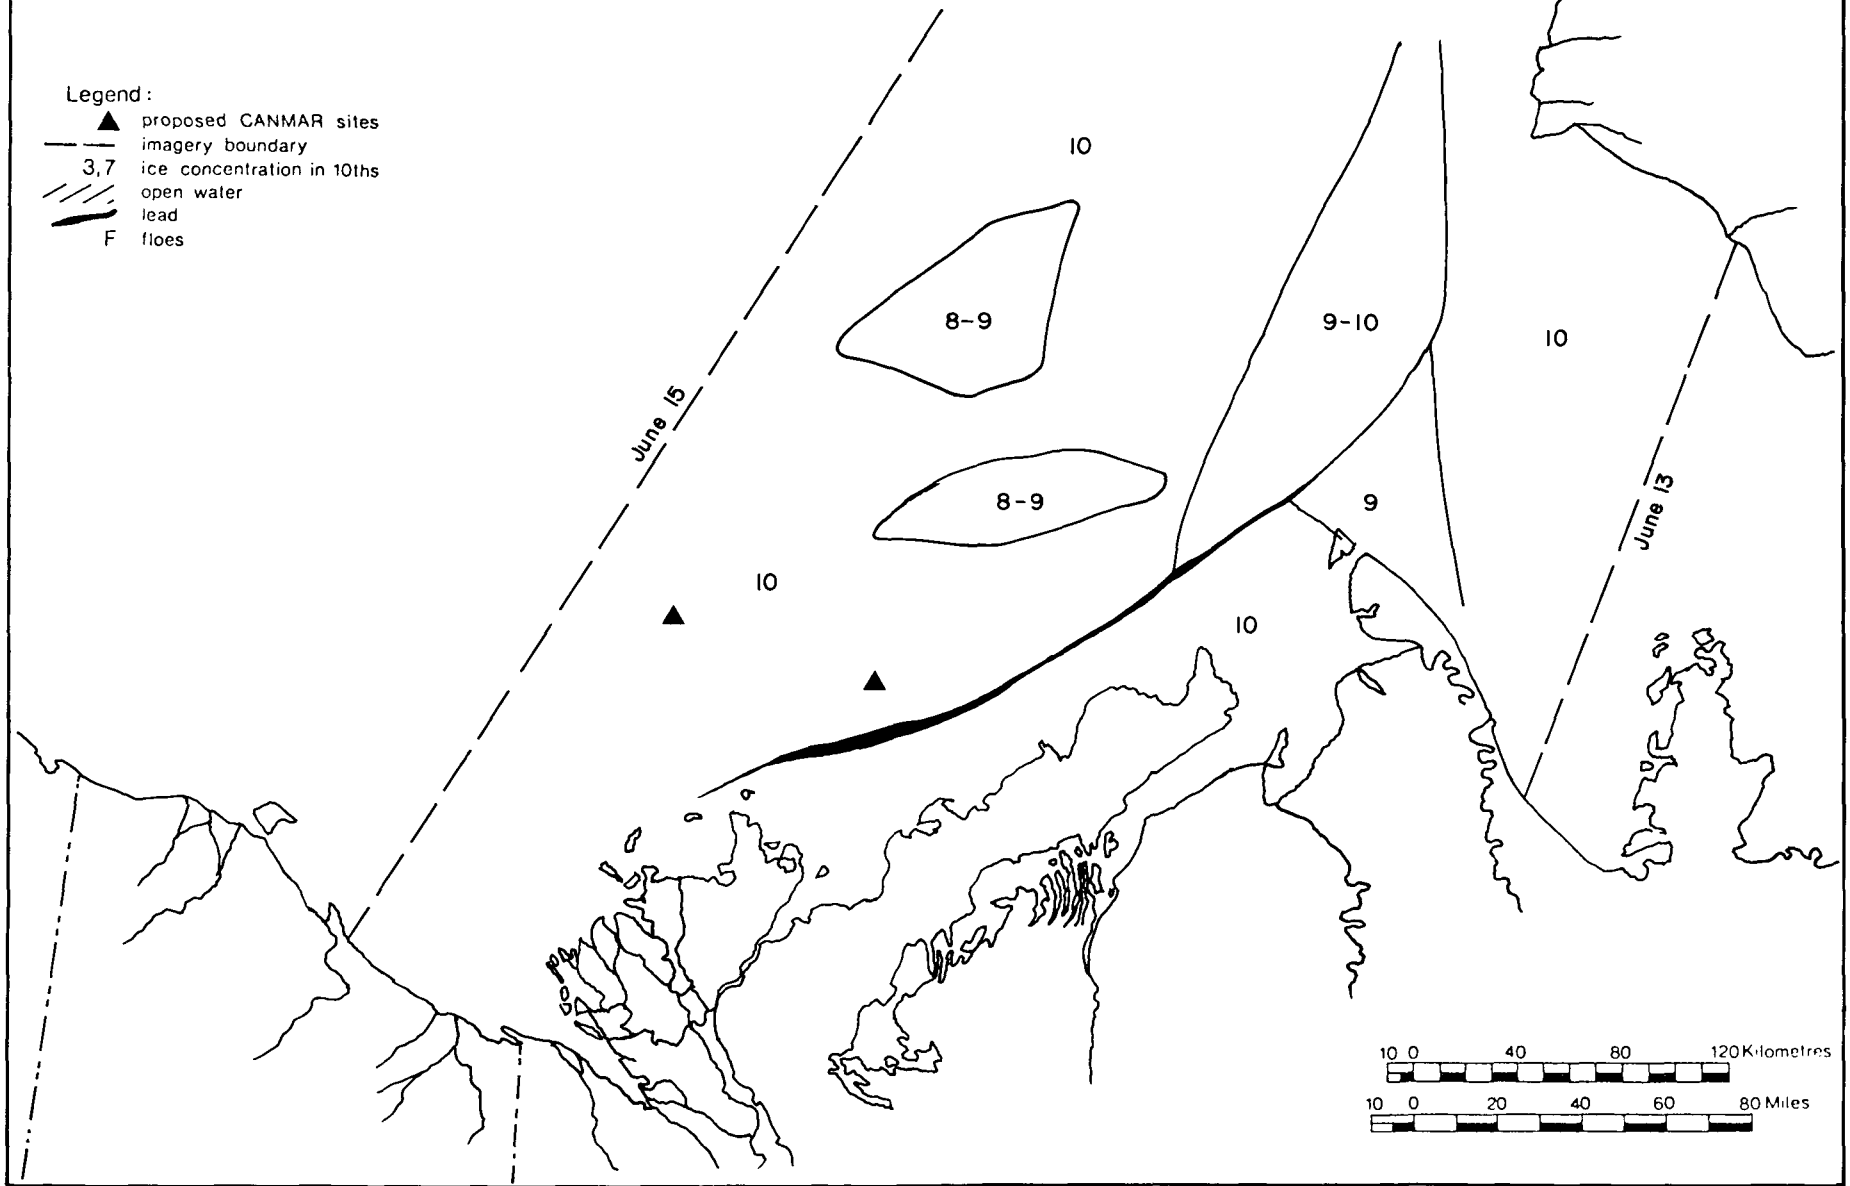 Legend :
proposed CANMAR sites
imagery boundary
3,7 ice concentration in 10ths
open water
lead
F floes
10
8-9
9-10
10
June 15
8-9
9
June 13
10
10
10 0 40 80 120 Kilometres
10 0 20 40 60 80 Miles